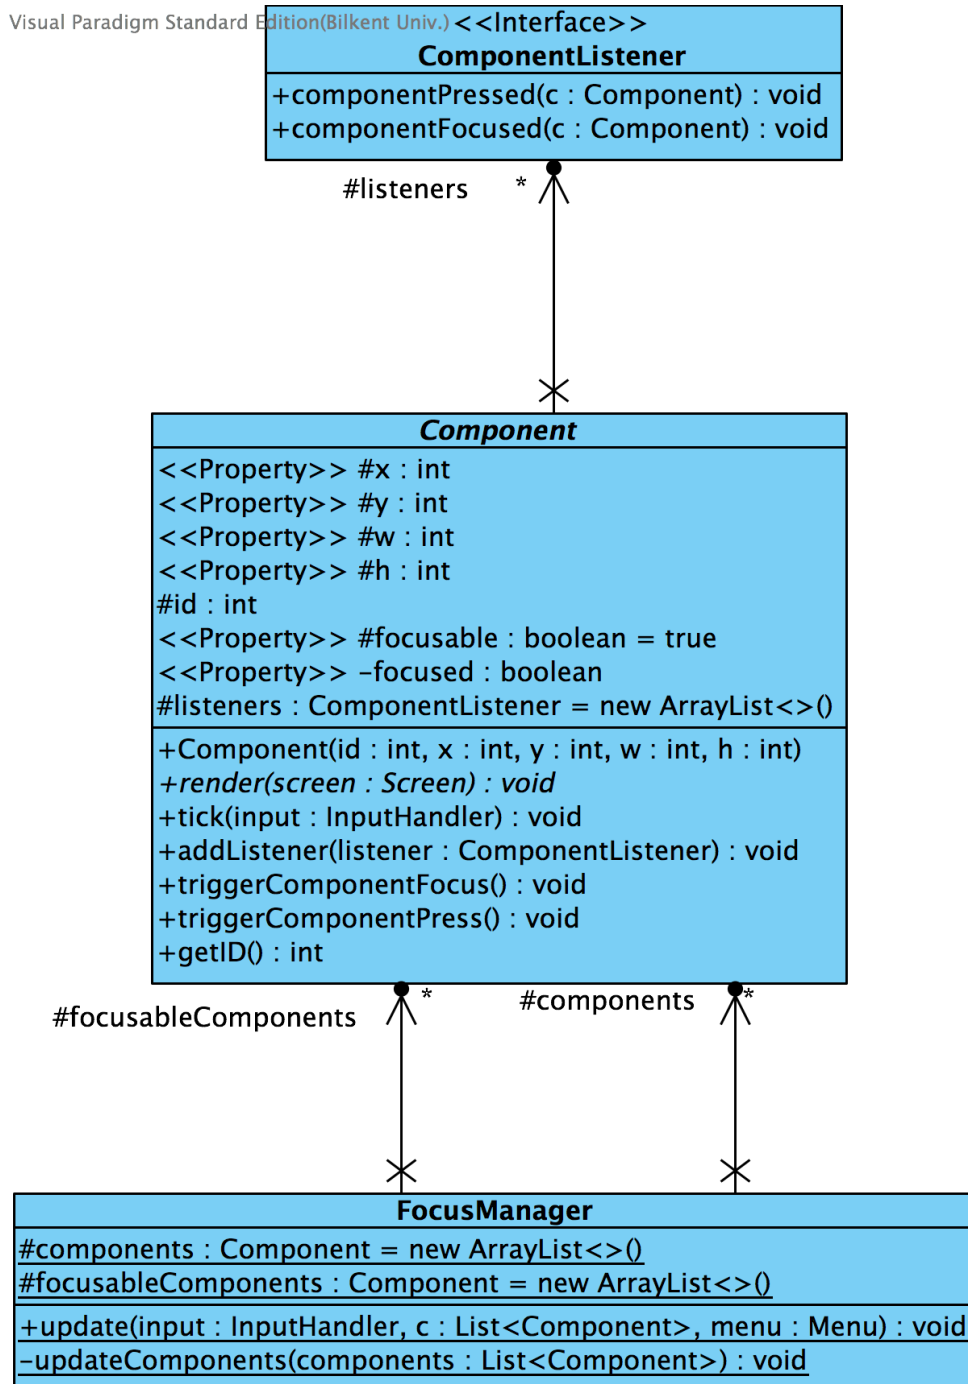 Visual Paradigm Standard Edition(Bilkent Univ.)
<<Interface>>
ComponentListener
+componentPressed(c : Component) : void
+componentFocused(c : Component) : void
#listeners *
Component
<<Property>> #x : int
<<Property>> #y : int
<<Property>> #w : int
<<Property>> #h : int
#id : int
<<Property>> #focusable : boolean = true
<<Property>> -focused : boolean
#listeners : ComponentListener = new ArrayList<>()
+Component(id : int, x : int, y : int, w : int, h : int)
+render(screen : Screen) : void
+tick(input : InputHandler) : void
+addListener(listener : ComponentListener) : void
+triggerComponentFocus() : void
+triggerComponentPress() : void
+getID() : int
#focusableComponents *
#components *
FocusManager
#components : Component = new ArrayList<>()
#focusableComponents : Component = new ArrayList<>()
+update(input : InputHandler, c : List<Component>, menu : Menu) : void
-updateComponents(components : List<Component>) : void